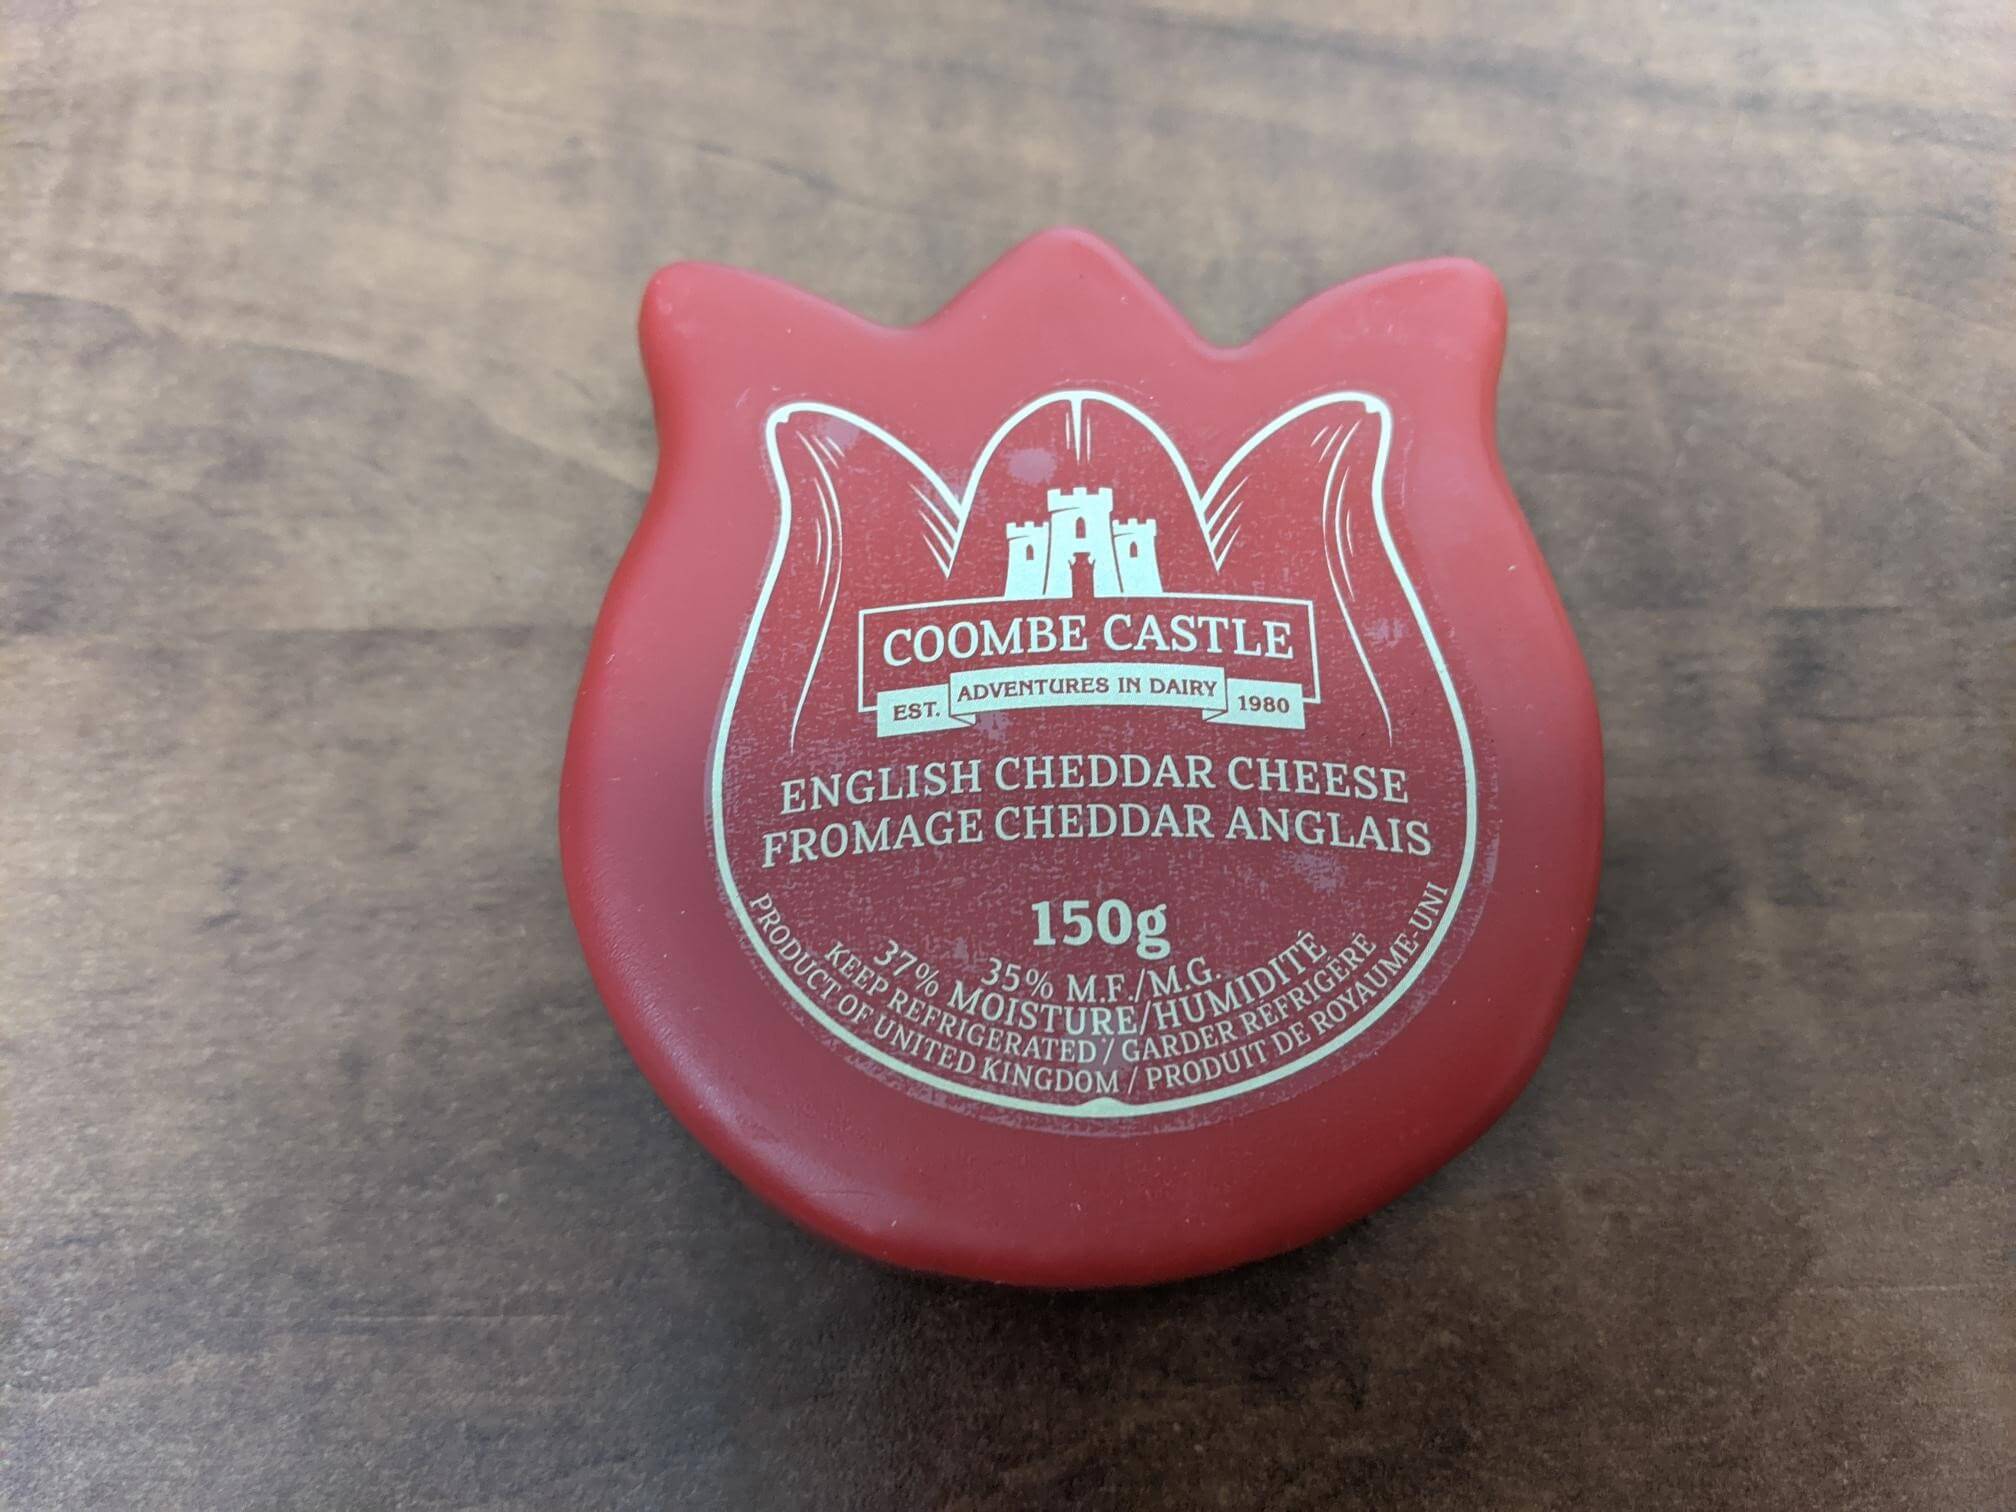 COOMBE CASTLE
EST. ADVENTURES IN DAIRY 1980
ENGLISH CHEDDAR CHEESE
FROMAGE CHEDDAR ANGLAIS
150g
35% M.F./M.G.
37% MOISTURE/HUMIDITÉ
KEEP REFRIGERATED / GARDER REFRIGERÉ
PRODUCT OF UNITED KINGDOM / PRODUIT DE ROYAUME-UNI